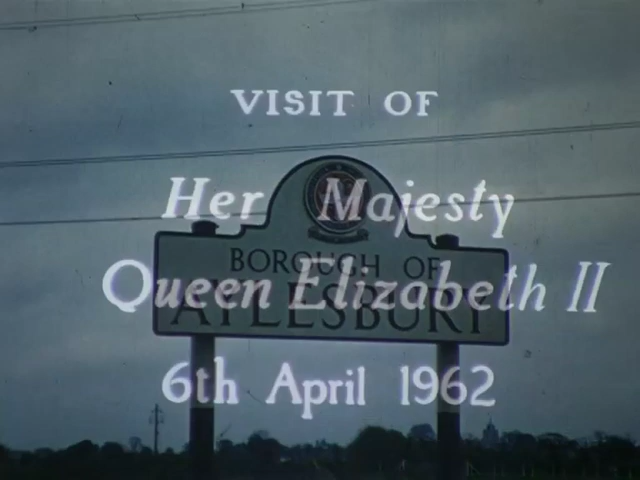 VISIT OF
Her Majesty
BOROUGH OF
Queen Elizabeth II
AYLESBURY
6th April 1962